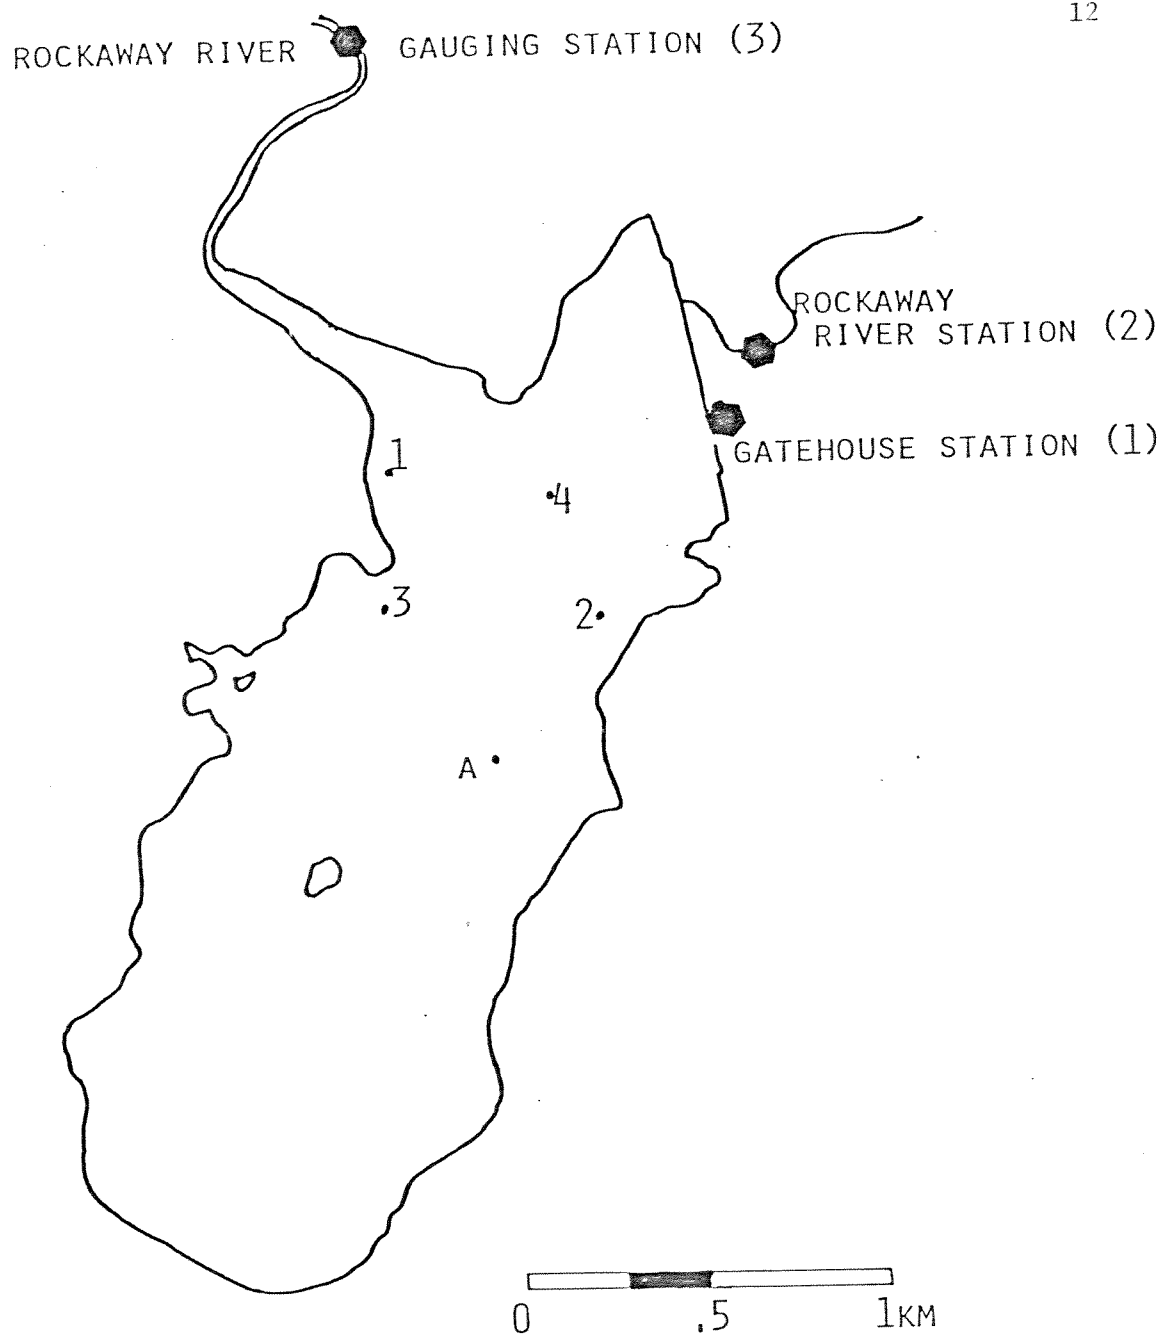 12
ROCKAWAY RIVER
GAUGING STATION (3)
ROCKAWAY
RIVER STATION (2)
GATEHOUSE STATION (1)
1
4
3
2
A
0 .5 1KM